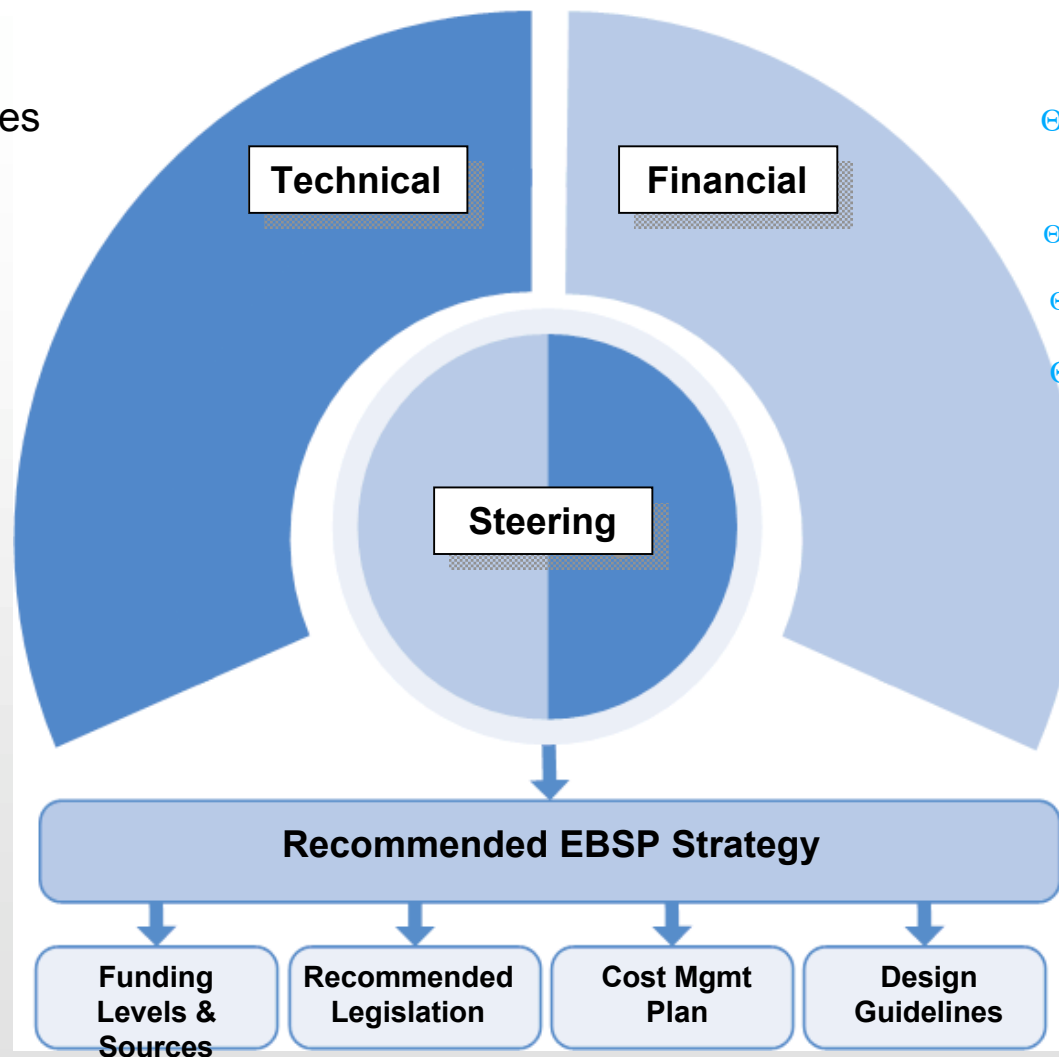 es
Technical
Financial
Θ
Θ
Θ
Θ
Steering
Recommended EBSP Strategy
Funding
Levels &
Sources
Recommended
Legislation
Cost Mgmt
Plan
Design
Guidelines